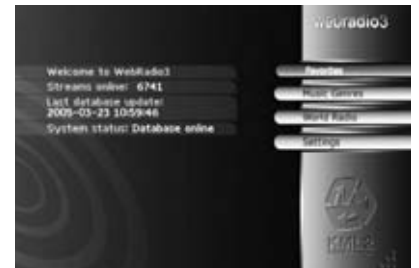 webradio3
Welcome to WebRadio3
Streams online: 6741
Last database update:
2005-03-23 10:59:46
System status: Database online
Favorites
Music Genres
World Radio
Settings